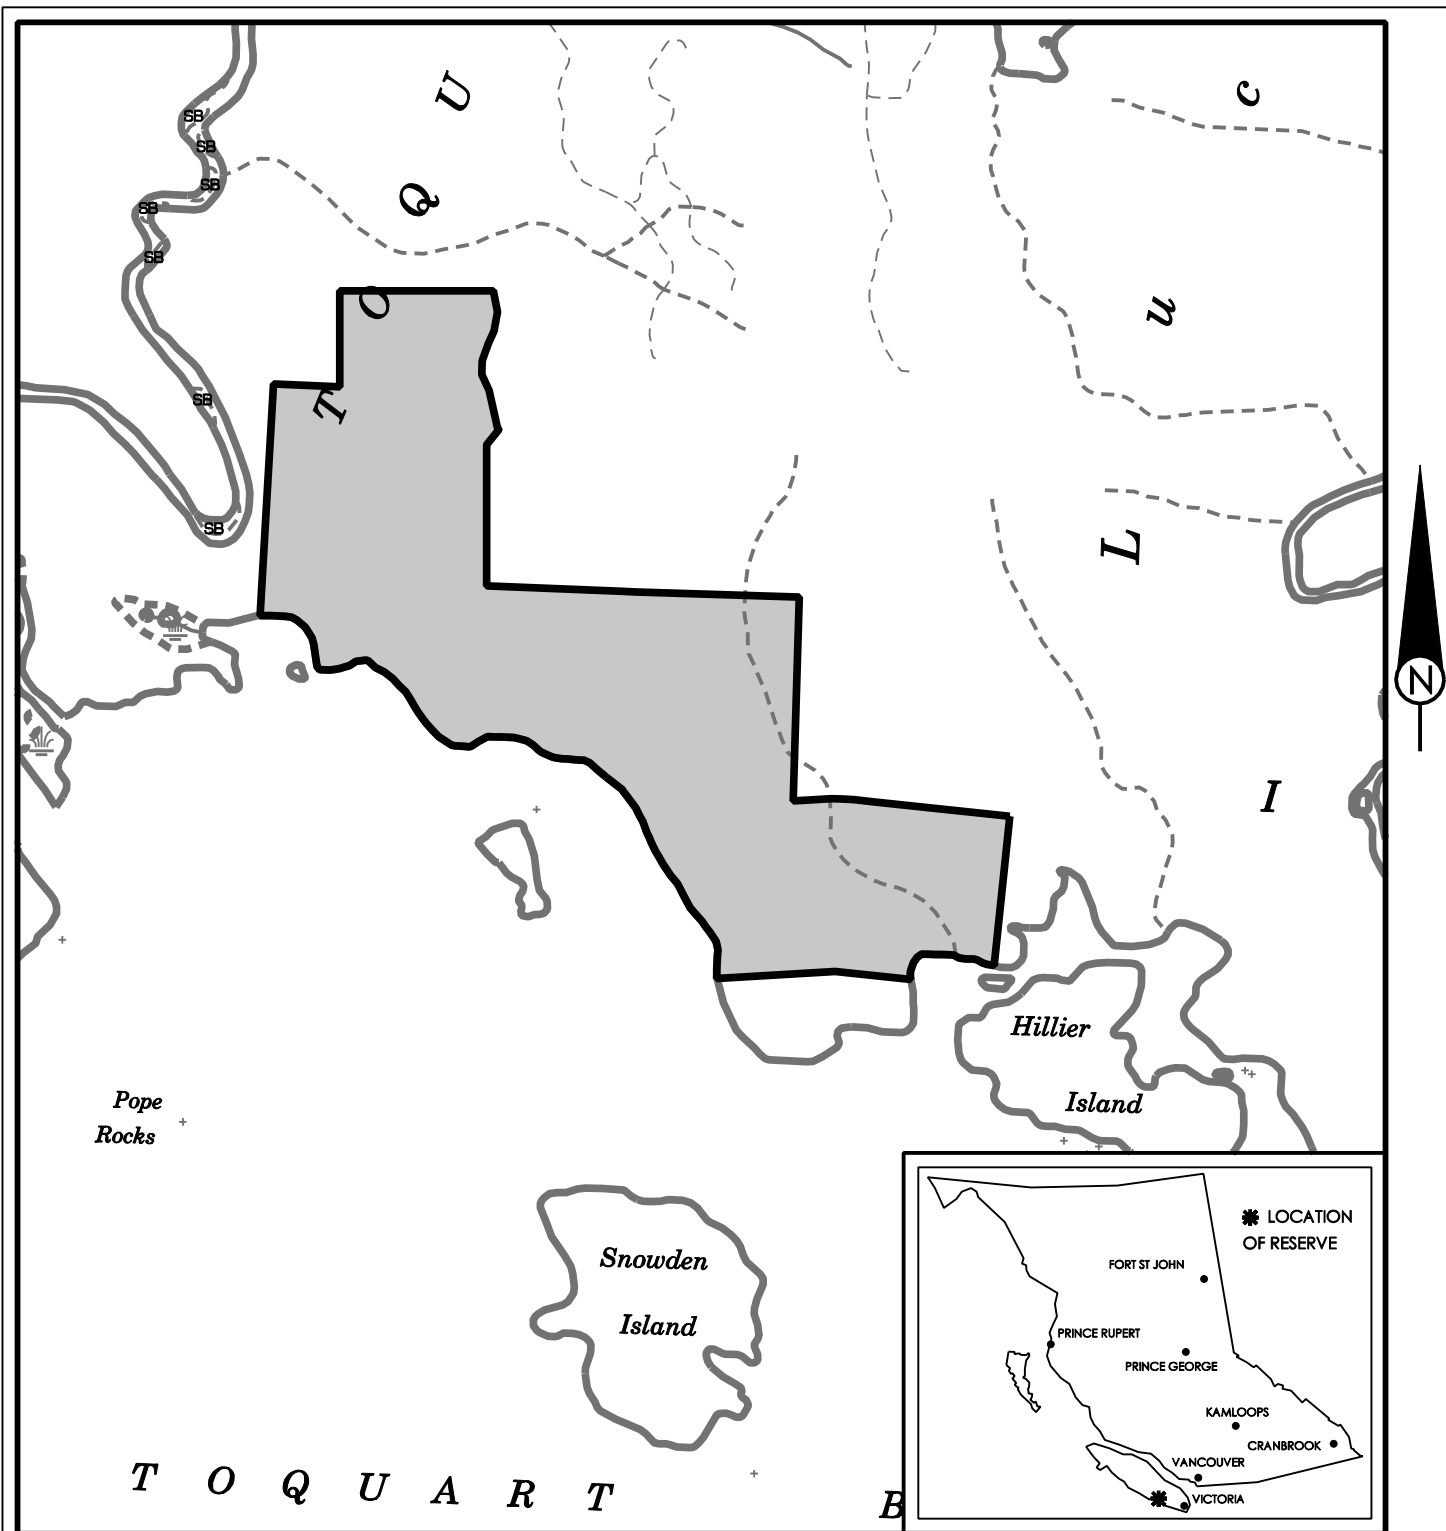 U
Q
O
T
c
u
L
I
SB
SB
SB
SB
SB
SB
SB
N
Hillier
Island
Pope
Rocks
Snowden
Island
T O Q U A R T B
LOCATION
OF RESERVE
FORT ST JOHN
PRINCE RUPERT
PRINCE GEORGE
KAMLOOPS
CRANBROOK
VANCOUVER
VICTORIA